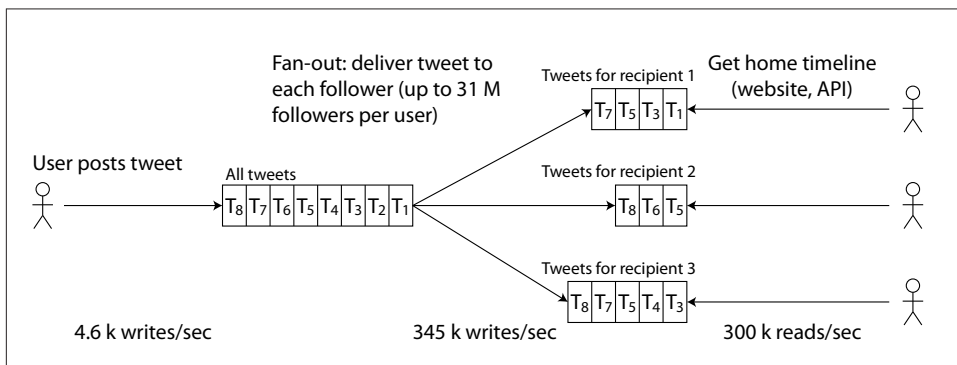 Fan-out: deliver tweet to
each follower (up to 31 M
followers per user)
Get home timeline
(website, API)
Tweets for recipient 1
T7 T5 T3 T1
User posts tweet
All tweets
T8 T7 T6 T5 T4 T3 T2 T1
Tweets for recipient 2
T8 T6 T5
Tweets for recipient 3
T8 T7 T5 T4 T3
4.6 k writes/sec
345 k writes/sec
300 k reads/sec